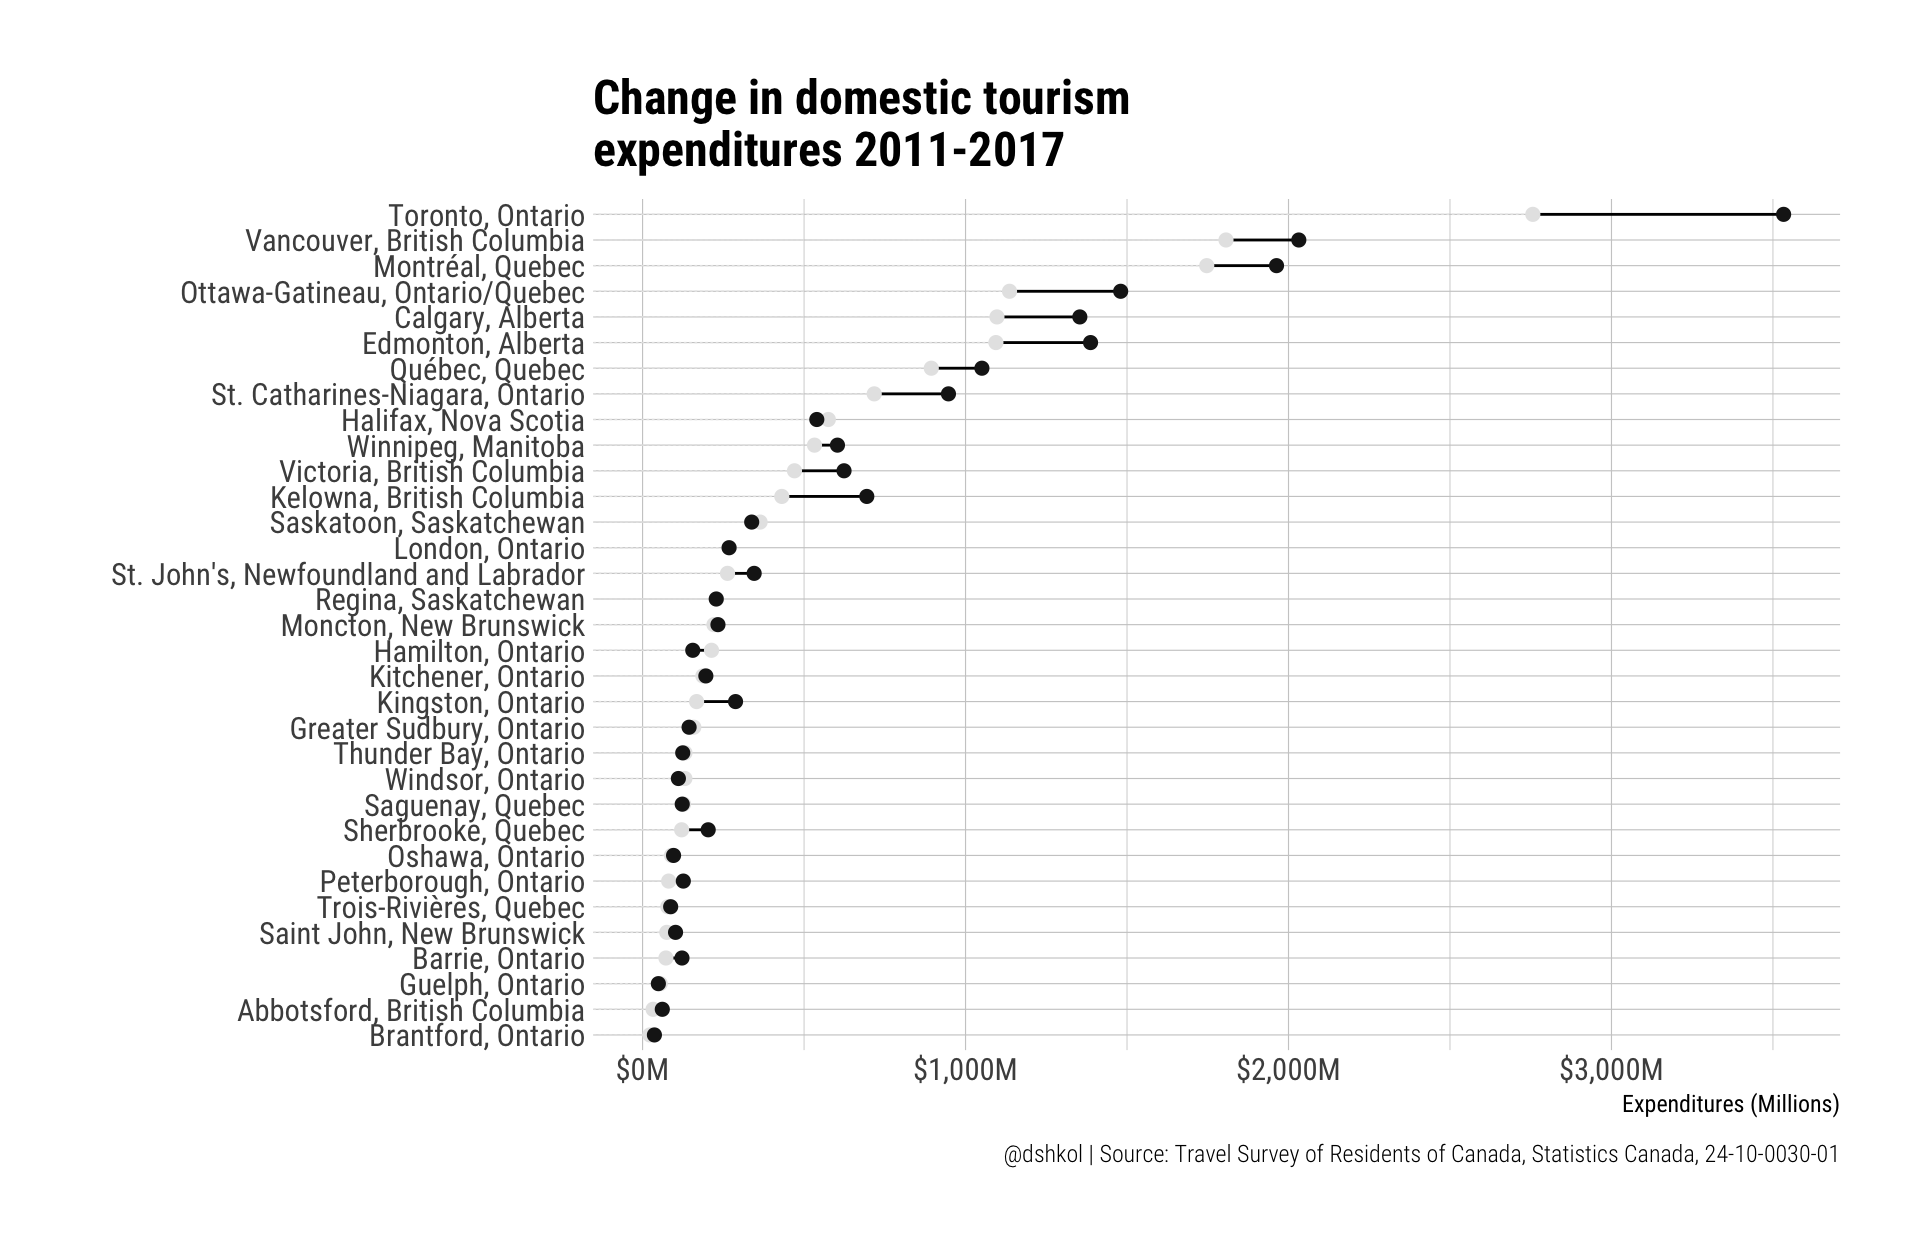 Change in domestic tourism
expenditures 2011-2017
Toronto, Ontario
Vancouver, British Columbia
Montréal, Quebec
Ottawa-Gatineau, Ontario/Quebec
Calgary, Alberta
Edmonton, Alberta
Québec, Quebec
St. Catharines-Niagara, Ontario
Halifax, Nova Scotia
Winnipeg, Manitoba
Victoria, British Columbia
Kelowna, British Columbia
Saskatoon, Saskatchewan
London, Ontario
St. John's, Newfoundland and Labrador
Regina, Saskatchewan
Moncton, New Brunswick
Hamilton, Ontario
Kitchener, Ontario
Kingston, Ontario
Greater Sudbury, Ontario
Thunder Bay, Ontario
Windsor, Ontario
Saguenay, Quebec
Sherbrooke, Quebec
Oshawa, Ontario
Peterborough, Ontario
Trois-Rivières, Quebec
Saint John, New Brunswick
Barrie, Ontario
Guelph, Ontario
Abbotsford, British Columbia
Brantford, Ontario
$0M $1,000M $2,000M $3,000M
Expenditures (Millions)
@dshkol | Source: Travel Survey of Residents of Canada, Statistics Canada, 24-10-0030-01